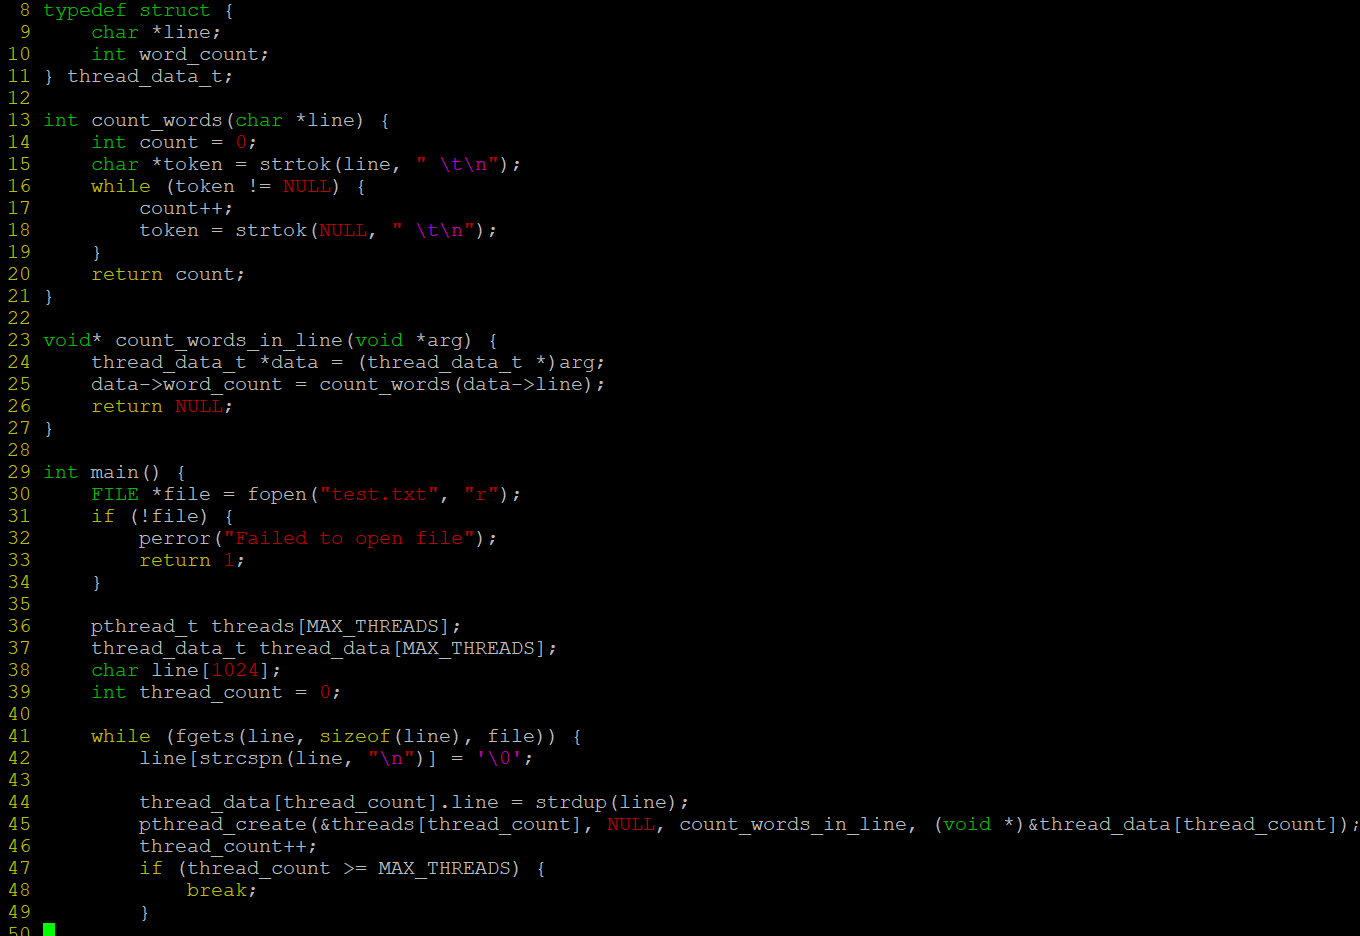 8 typedef struct {
9     char *line;
10     int word_count;
11 } thread_data_t;
12
13 int count_words(char *line) {
14     int count = 0;
15     char *token = strtok(line, " \t\n");
16     while (token != NULL) {
17         count++;
18         token = strtok(NULL, " \t\n");
19     }
20     return count;
21 }
22
23 void* count_words_in_line(void *arg) {
24     thread_data_t *data = (thread_data_t *)arg;
25     data->word_count = count_words(data->line);
26     return NULL;
27 }
28
29 int main() {
30     FILE *file = fopen("test.txt", "r");
31     if (!file) {
32         perror("Failed to open file");
33         return 1;
34     }
35
36     pthread_t threads[MAX_THREADS];
37     thread_data_t thread_data[MAX_THREADS];
38     char line[1024];
39     int thread_count = 0;
40
41     while (fgets(line, sizeof(line), file)) {
42         line[strcspn(line, "\n")] = '\0';
43
44         thread_data[thread_count].line = strdup(line);
45         pthread_create(&threads[thread_count], NULL, count_words_in_line, (void *)&thread_data[thread_count]);
46         thread_count++;
47         if (thread_count >= MAX_THREADS) {
48             break;
49         }
50